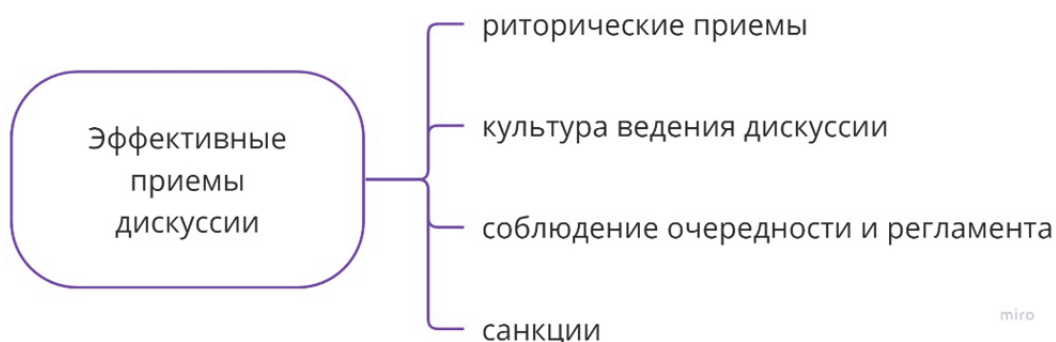 Эффективные
приемы
дискуссии
риторические приемы
культура ведения дискуссии
соблюдение очередности и регламента
санкции
miro